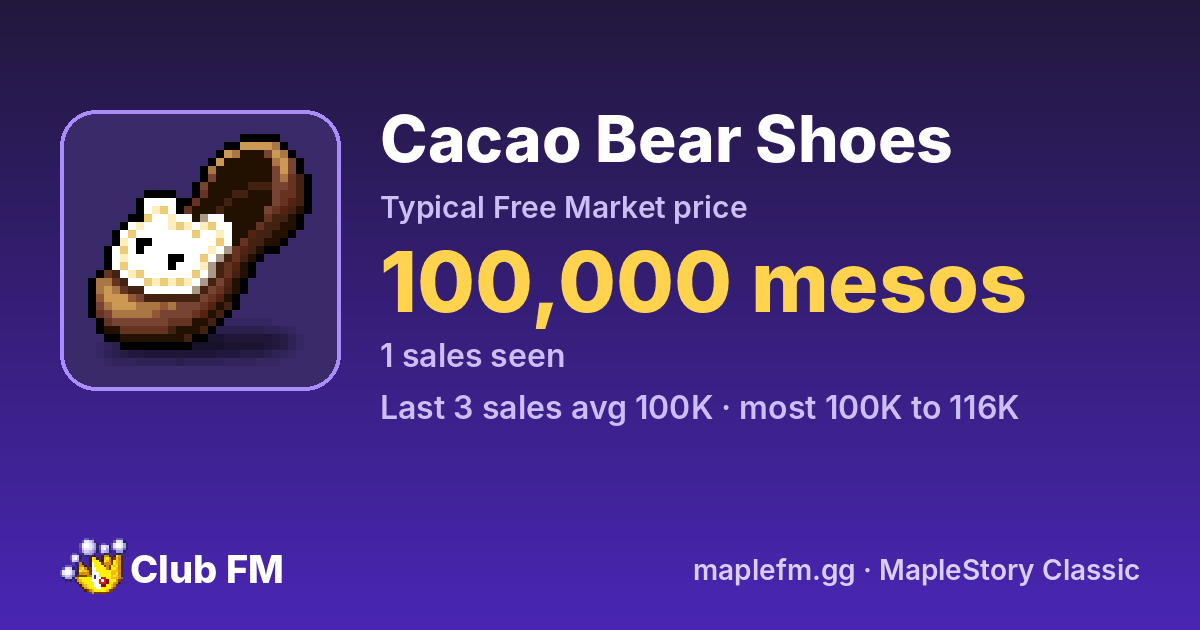 Cacao Bear Shoes
Typical Free Market price
100,000 mesos
1 sales seen
Last 3 sales avg 100K · most 100K to 116K
Club FM
maplefm.gg · MapleStory Classic